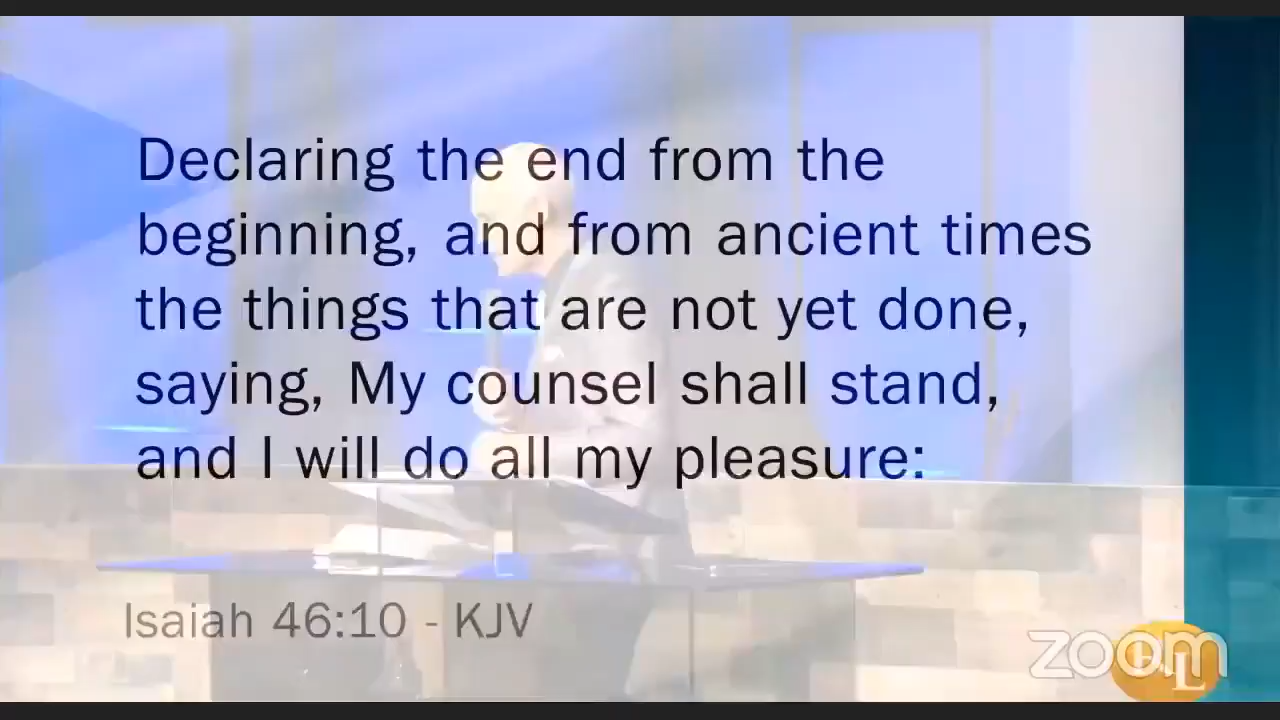 Declaring the end from the
beginning, and from ancient times
the things that are not yet done,
saying, My counsel shall stand,
and I will do all my pleasure:
Isaiah 46:10 - KJV
zoom